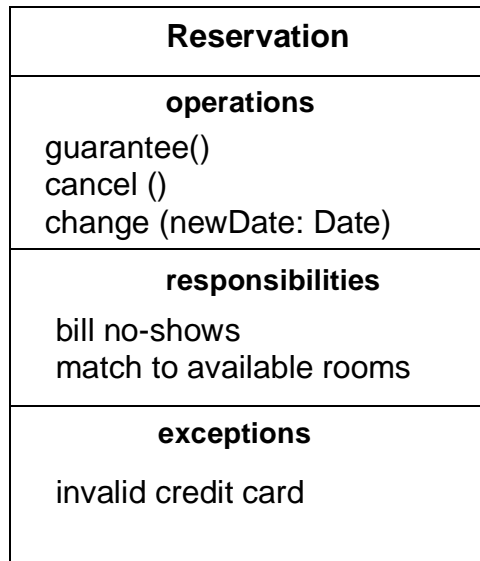 Reservation
operations
guarantee()
cancel ()
change (newDate: Date)
responsibilities
bill no-shows
match to available rooms
exceptions
invalid credit card